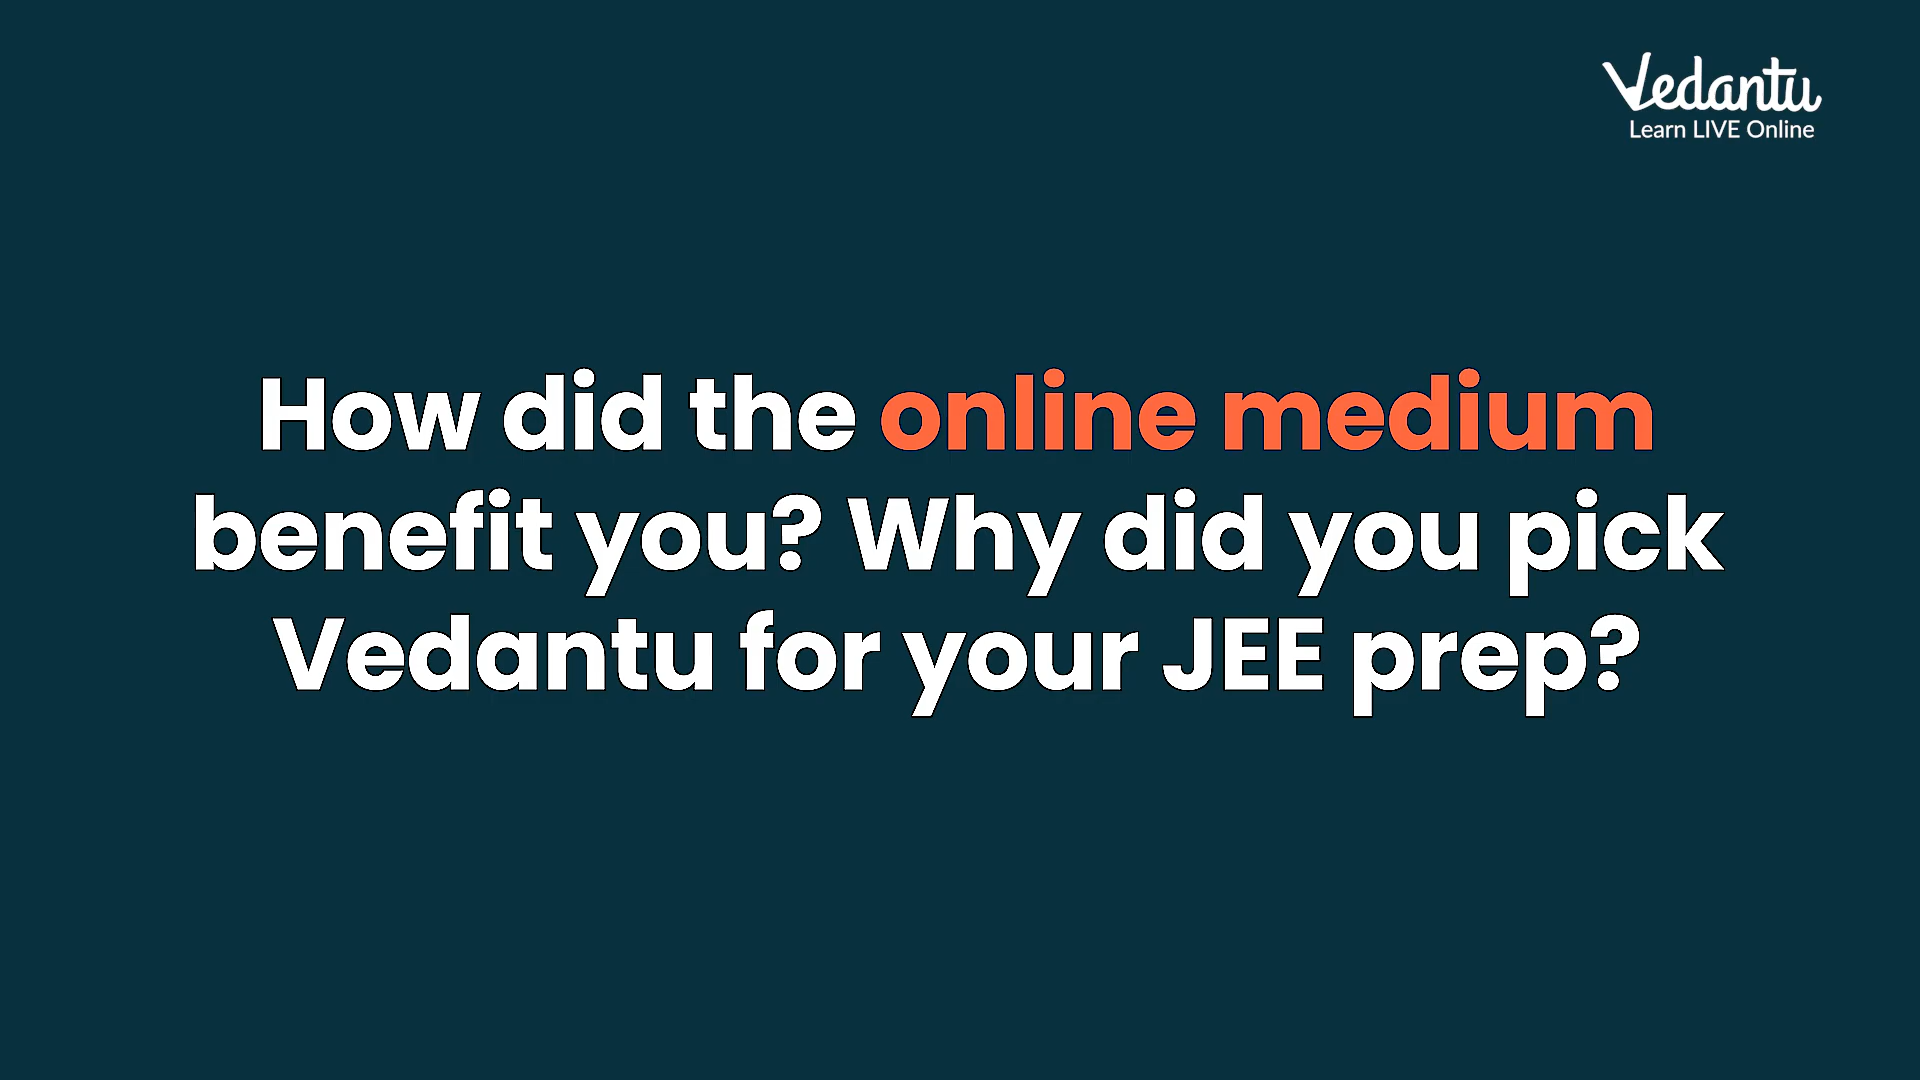 Vedantu
Learn LIVE Online
How did the online medium
benefit you? Why did you pick
Vedantu for your JEE prep?